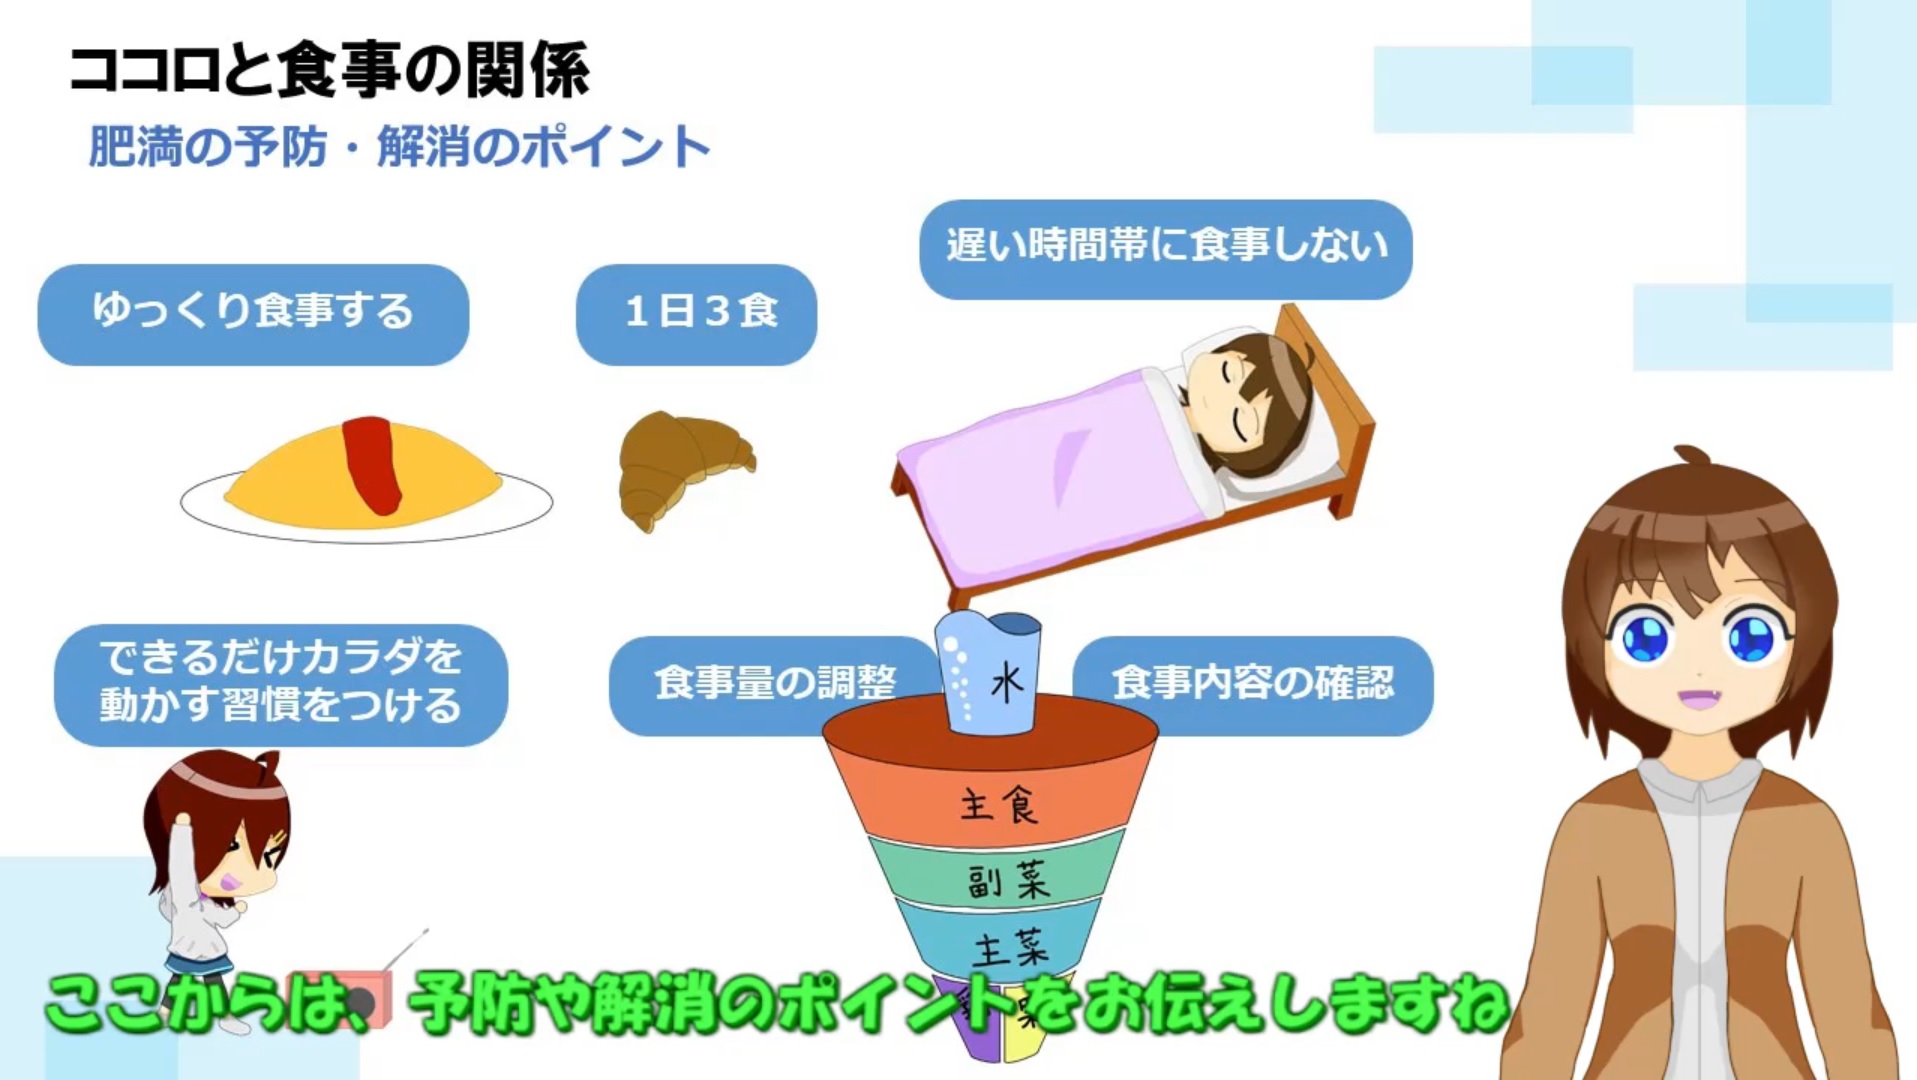 ココロと食事の関係
肥満の予防・解消のポイント
遅い時間帯に食事しない
ゆっくり食事する
１日３食
できるだけカラダを
動かす習慣をつける
食事量の調整
食事内容の確認
水
主食
副菜
主菜
ここからは、予防や解消のポイントをお伝えしますね